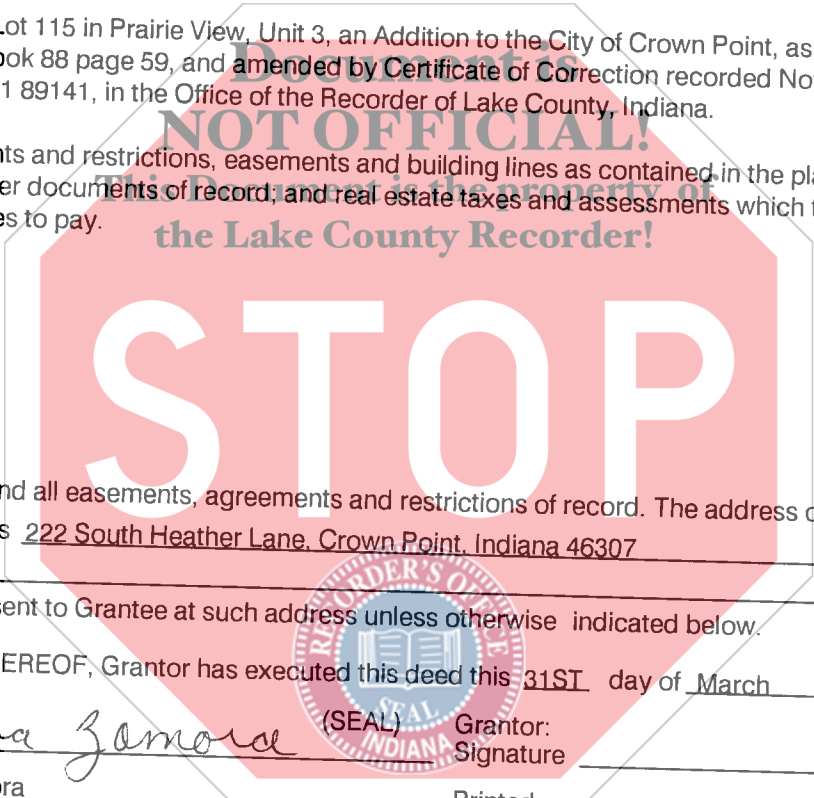 Lot 115 in Prairie View, Unit 3, an Addition to the City of Crown Point, as
ook 88 page 59, and amended by Certificate of Correction recorded No
1 89141, in the Office of the Recorder of Lake County, Indiana.
Document is
NOT OFFICIAL!
This Document is the property of
the Lake County Recorder!
nts and restrictions, easements and building lines as contained in the pla
er documents of record; and real estate taxes and assessments which
es to pay.
STOP
nd all easements, agreements and restrictions of record. The address
s 222 South Heather Lane, Crown Point, Indiana 46307
sent to Grantee at such address unless otherwise indicated below.
EREOF, Grantor has executed this deed this 31ST day of March
a Zamora (SEAL) Grantor:
Signature
ra
Printed
RECORDER'S OFFICE
SEAL
INDIANA